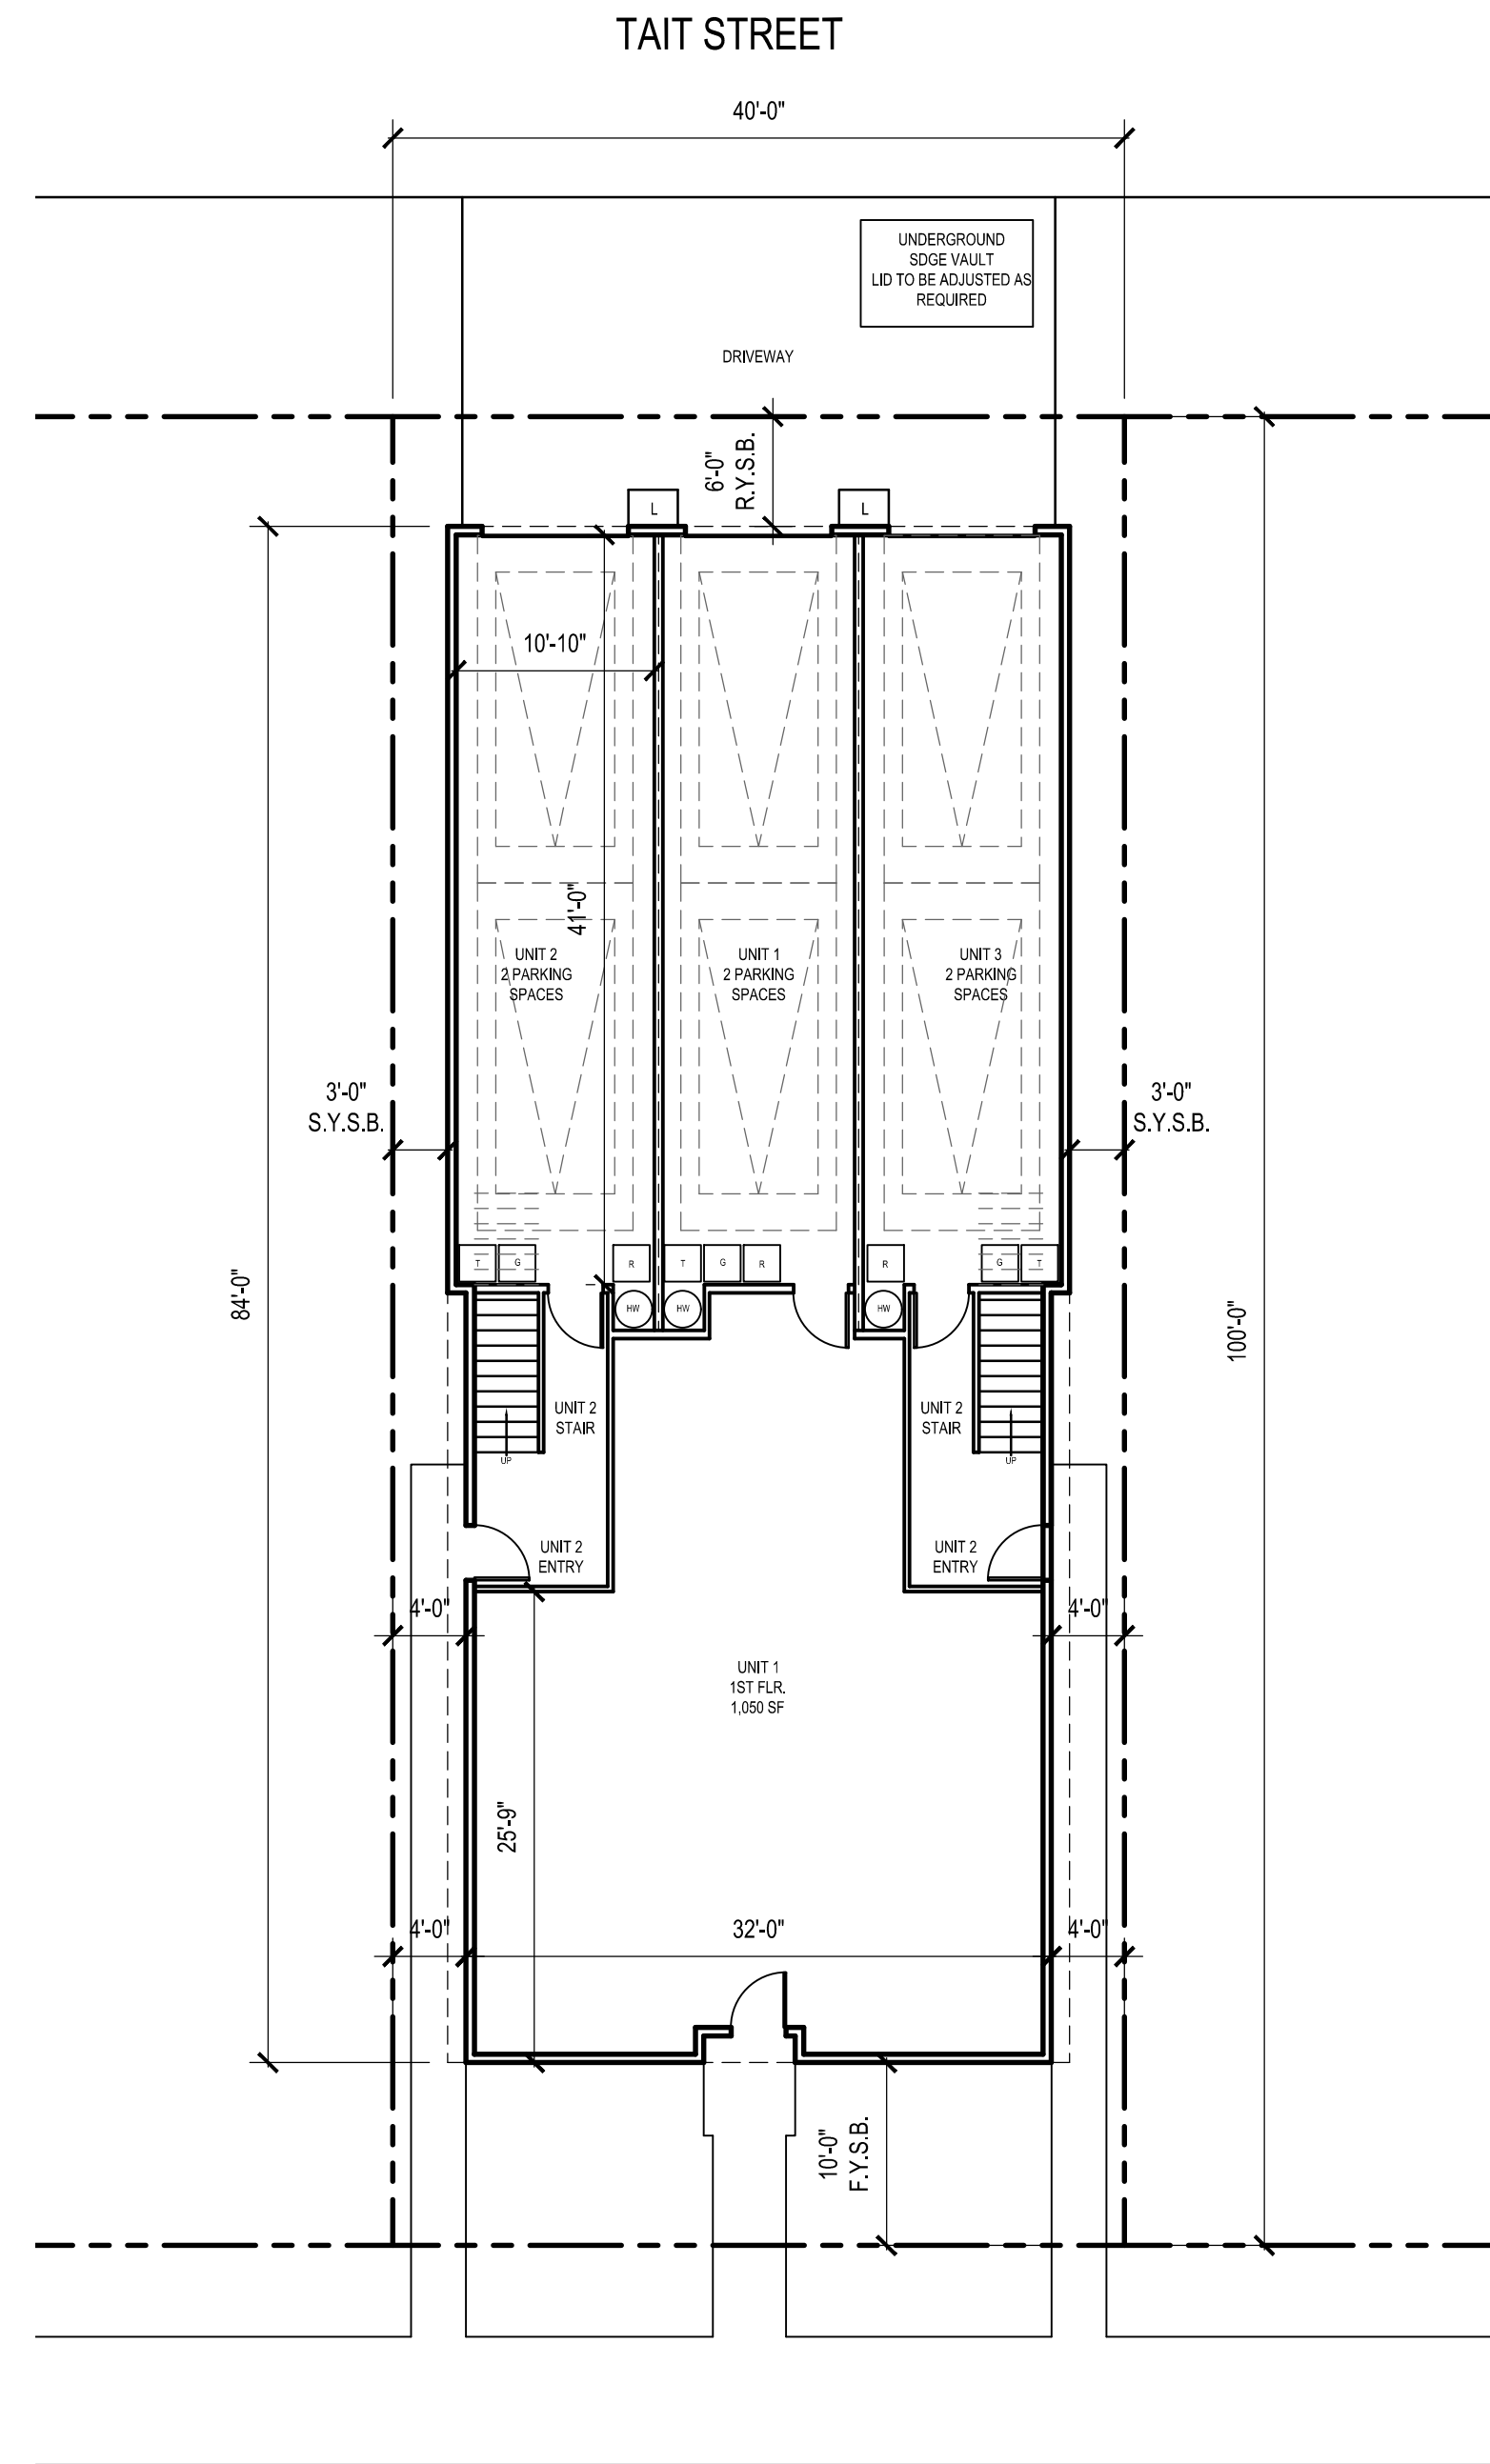 TAIT STREET
40'-0"
UNDERGROUND
SDGE VAULT
LID TO BE ADJUSTED AS
REQUIRED
DRIVEWAY
6'-0"
R.Y.S.B.
L
L
10'-10"
41'-0"
UNIT 2
2 PARKING
SPACES
UNIT 1
2 PARKING
SPACES
UNIT 3
2 PARKING
SPACES
3'-0"
S.Y.S.B.
3'-0"
S.Y.S.B.
T
G
R
T
G
R
R
G
T
84'-0"
HW
HW
HW
100'-0"
UNIT 2
STAIR
UNIT 2
STAIR
UP
UP
UNIT 2
ENTRY
UNIT 2
ENTRY
4'-0"
4'-0"
UNIT 1
1ST FLR.
1,050 SF
25'-9"
4'-0"
32'-0"
4'-0"
10'-0"
F.Y.S.B.